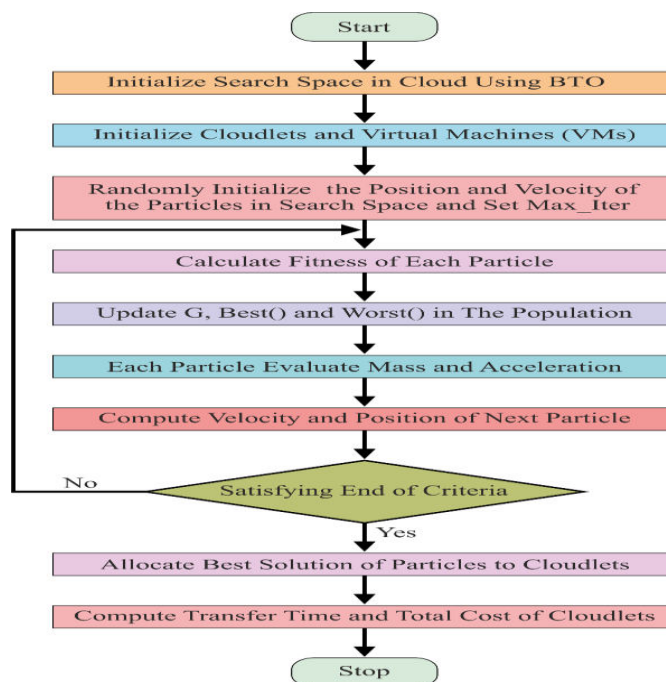 Start
Initialize Search Space in Cloud Using BTO
Initialize Cloudlets and Virtual Machines (VMs)
Randomly Initialize the Position and Velocity of
the Particles in Search Space and Set Max_Iter
Calculate Fitness of Each Particle
Update G, Best() and Worst() in The Population
Each Particle Evaluate Mass and Acceleration
Compute Velocity and Position of Next Particle
No
Satisfying End of Criteria
Yes
Allocate Best Solution of Particles to Cloudlets
Compute Transfer Time and Total Cost of Cloudlets
Stop